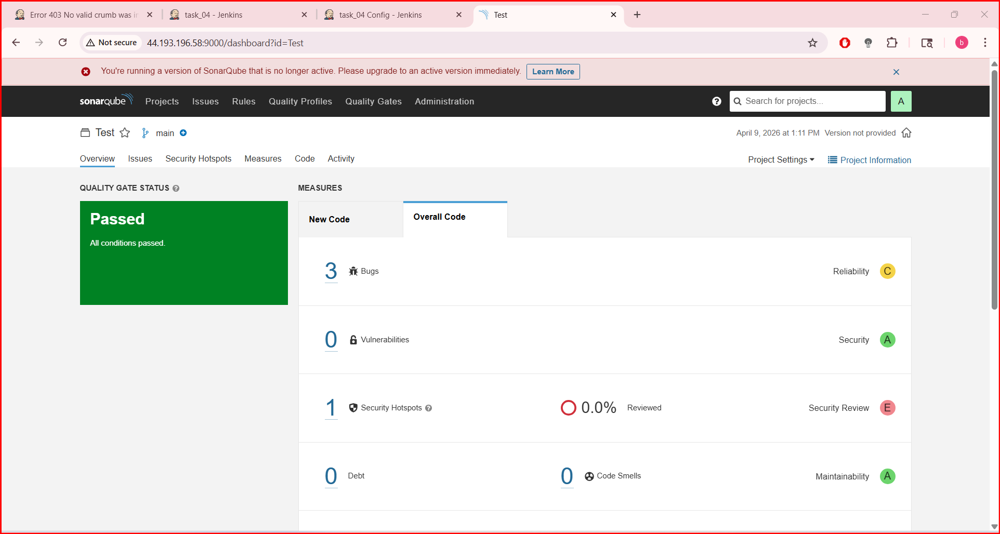 Error 403 No valid crumb was in
task_04 - Jenkins
task_04 Config - Jenkins
Test
Not secure
44.193.196.58:9000/dashboard?id=Test
b
You're running a version of SonarQube that is no longer active. Please upgrade to an active version immediately.
Learn More
sonarqube
Projects
Issues
Rules
Quality Profiles
Quality Gates
Administration
Search for projects...
A
Test
main
April 9, 2026 at 1:11 PM
Version not provided
Overview
Issues
Security Hotspots
Measures
Code
Activity
Project Settings
Project Information
QUALITY GATE STATUS
MEASURES
Passed
All conditions passed.
New Code
Overall Code
3
Bugs
Reliability
C
0
Vulnerabilities
Security
A
1
Security Hotspots
0.0%
Reviewed
Security Review
E
0
Debt
0
Code Smells
Maintainability
A